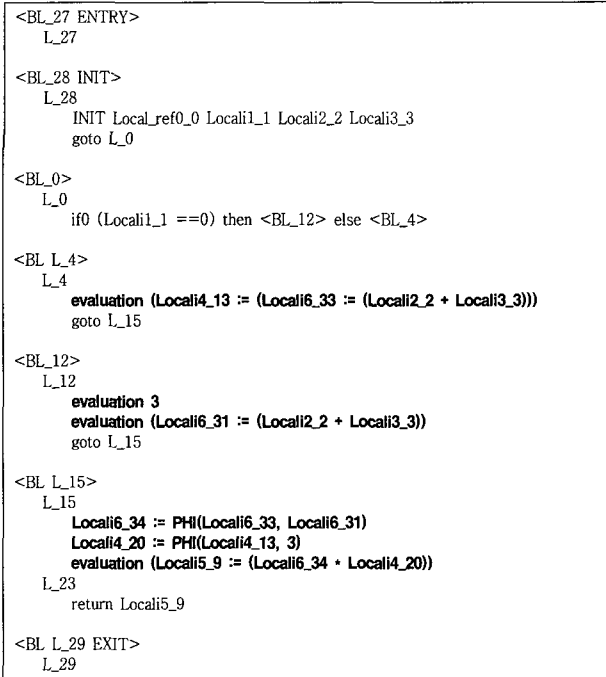 <BL_27 ENTRY>
L_27
<BL_28 INIT>
L_28
INIT Local_ref0_0 Locali1_1 Locali2_2 Locali3_3
goto L_0
<BL_0>
L_0
if0 (Locali1_1 ==0) then <BL_12> else <BL_4>
<BL L_4>
L_4
evaluation (Locali4_13 := (Locali6_33 := (Locali2_2 + Locali3_3)))
goto L_15
<BL_12>
L_12
evaluation 3
evaluation (Locali6_31 := (Locali2_2 + Locali3_3))
goto L_15
<BL L_15>
L_15
Locali6_34 := PHI(Locali6_33, Locali6_31)
Locali4_20 := PHI(Locali4_13, 3)
evaluation (Locali5_9 := (Locali6_34 * Locali4_20))
L_23
return Locali5_9
<BL L_29 EXIT>
L_29